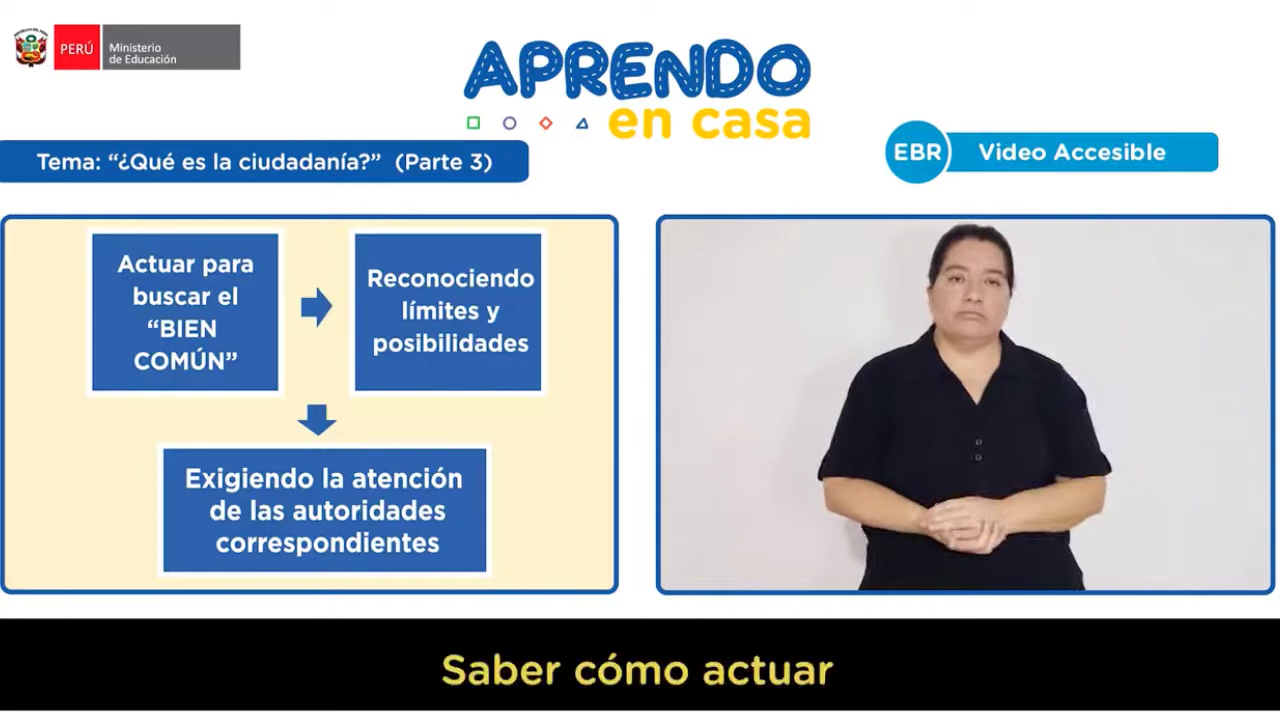 PERÚ
Ministerio
de Educación
APRENDO
en casa
Tema: “¿Qué es la ciudadanía?” (Parte 3)
EBR
Video Accesible
Actuar para
buscar el
“BIEN
COMÚN”
Reconociendo
límites y
posibilidades
Exigiendo la atención
de las autoridades
correspondientes
Saber cómo actuar